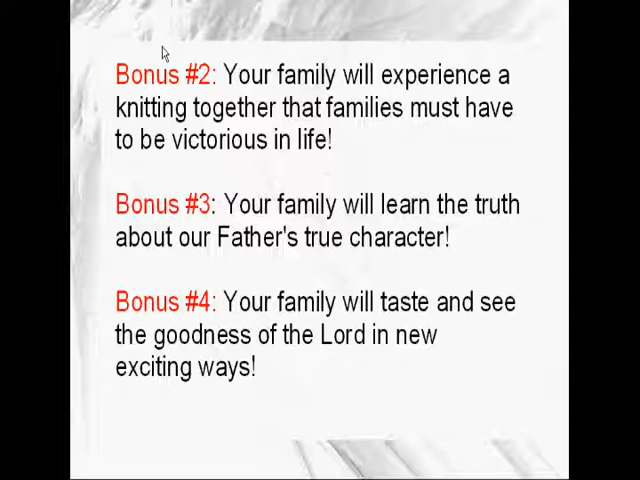 Bonus #2: Your family will experience a
knitting together that families must have
to be victorious in life!
Bonus #3: Your family will learn the truth
about our Father's true character!
Bonus #4: Your family will taste and see
the goodness of the Lord in new
exciting ways!